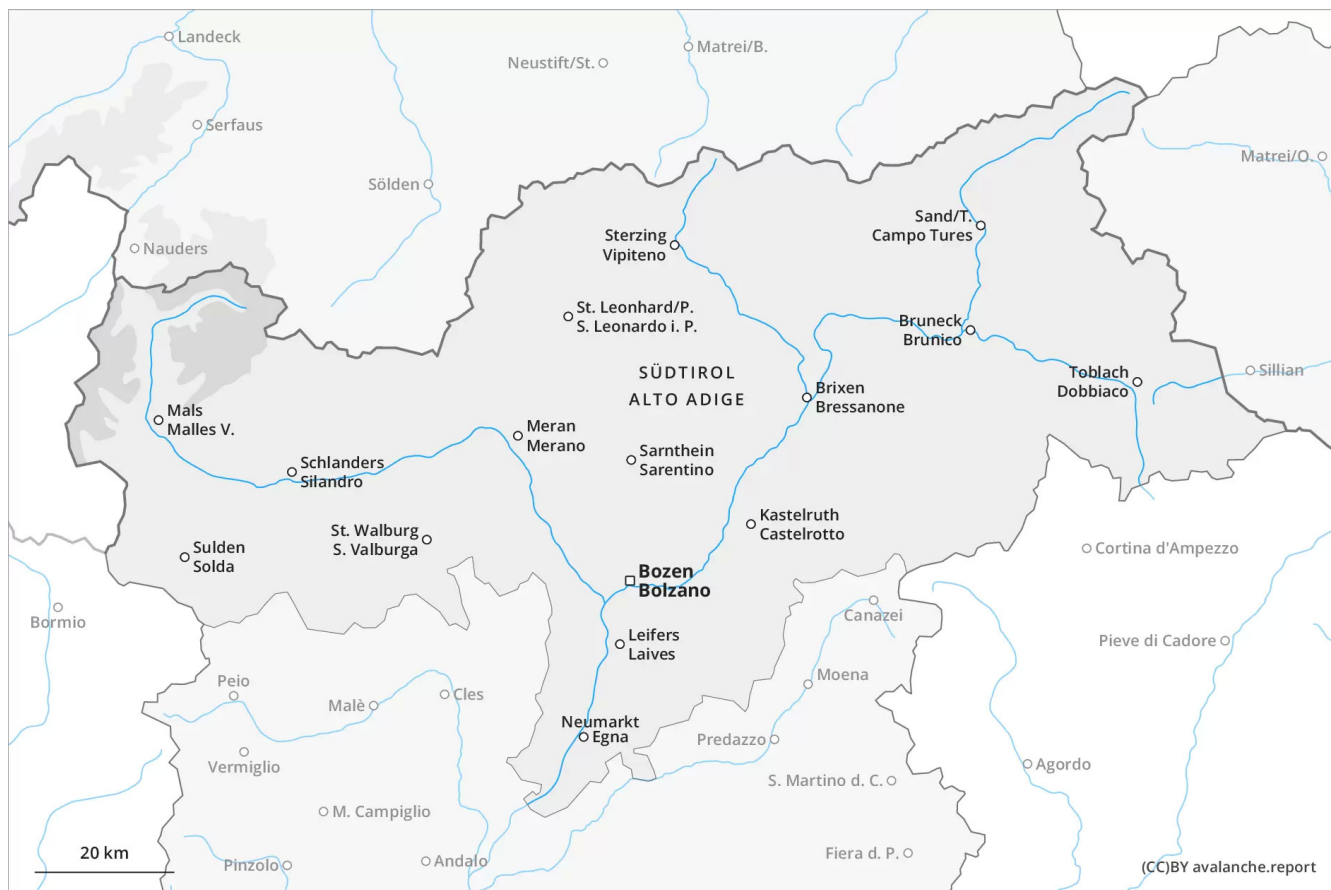 Landeck
Matrei/B.
Neustift/St.
Serfaus
Matrei/O.
Sölden
Sand/T.
Campo Tures
Nauders
Sterzing
Vipiteno
St. Leonhard/P.
S. Leonardo i. P.
Bruneck
Brunico
SÜDTIROL
ALTO ADIGE
Toblach
Dobbiaco
Sillian
Brixen
Bressanone
Mals
Malles V.
Meran
Merano
Sarnthein
Sarentino
Schlanders
Silandro
Kastelruth
Castelrotto
St. Walburg
S. Valburga
Sulden
Solda
Cortina d'Ampezzo
Bozen
Bolzano
Bormio
Canazei
Leifers
Laives
Pieve di Cadore
Peio
Moena
Malè
Cles
Neumarkt
Egna
Predazzo
Vermiglio
Agordo
S. Martino d. C.
M. Campiglio
20 km
Pinzolo
Andalo
Fiera d. P.
(CC)BY avalanche.report